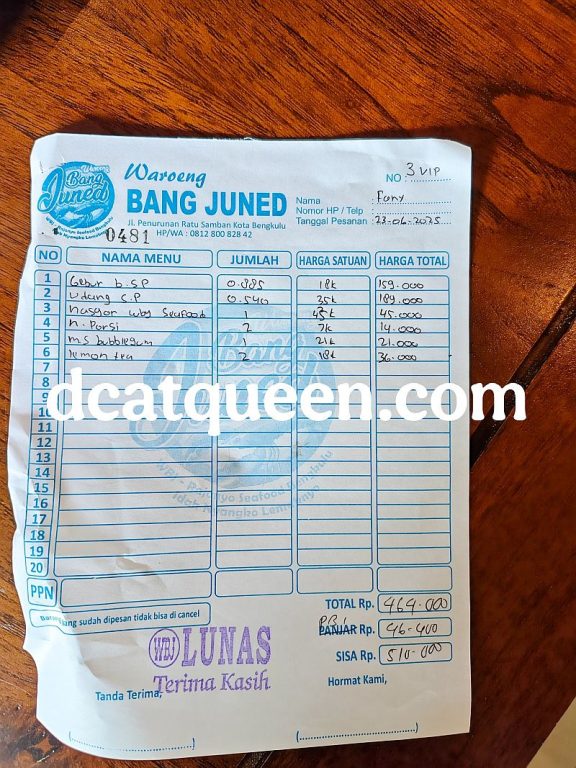 Waroeng
Bang
Juned
Waroeng
BANG JUNED
Jl. Penurunan Ratu Samban Kota Bengkulu
HP/WA : 0812 800 828 42
0481
NO : 3 VIP
Nama : Fany
Nomor HP / Telp :
Tanggal Pesanan : 23-06-2025
NO NAMA MENU JUMLAH HARGA SATUAN HARGA TOTAL
1 Gebur b.SP 0.885 18k 159.000
2 Udang C.P 0.540 35k 189.000
3 nasgor wbj Seafood 1 45k 45.000
4 n. Porsi 2 7k 14.000
5 ms bubblegum 1 21k 21.000
6 lemon tea 2 18k 36.000
7
8
9
10
dcatqueen.com
11
12
13
14
15
16
17
18
19
20
PPN
Barang yang sudah dipesan tidak bisa di cancel
TOTAL Rp. 464.000
PANJAR Rp. 46.400
SISA Rp. 510.000
WBJ LUNAS
Terima Kasih
Tanda Terima,
Hormat Kami,